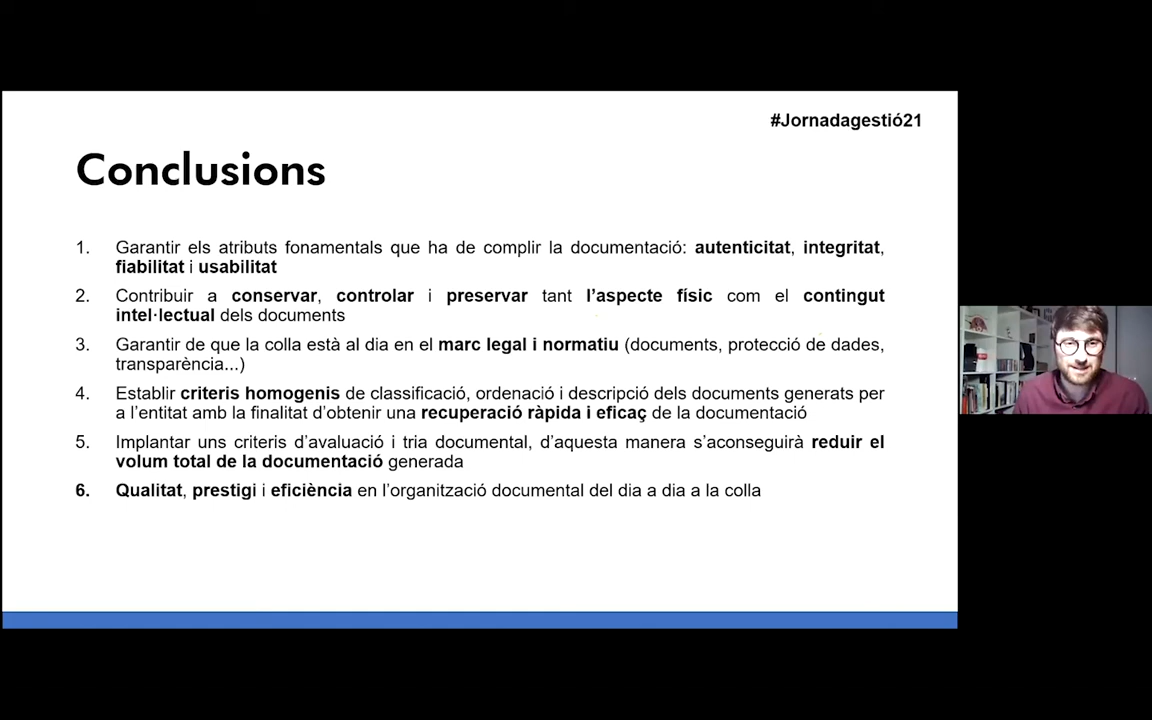 #Jornadagestió21
Conclusions
1. Garantir els atributs fonamentals que ha de complir la documentació: autenticitat, integritat,
fiabilitat i usabilitat
2. Contribuir a conservar, controlar i preservar tant l’aspecte físic com el contingut
intel·lectual dels documents
3. Garantir de que la colla està al dia en el marc legal i normatiu (documents, protecció de dades,
transparència...)
4. Establir criteris homogenis de classificació, ordenació i descripció dels documents generats per
a l’entitat amb la finalitat d’obtenir una recuperació ràpida i eficaç de la documentació
5. Implantar uns criteris d’avaluació i tria documental, d’aquesta manera s’aconseguirà reduir el
volum total de la documentació generada
6. Qualitat, prestigi i eficiència en l’organització documental del dia a dia a la colla